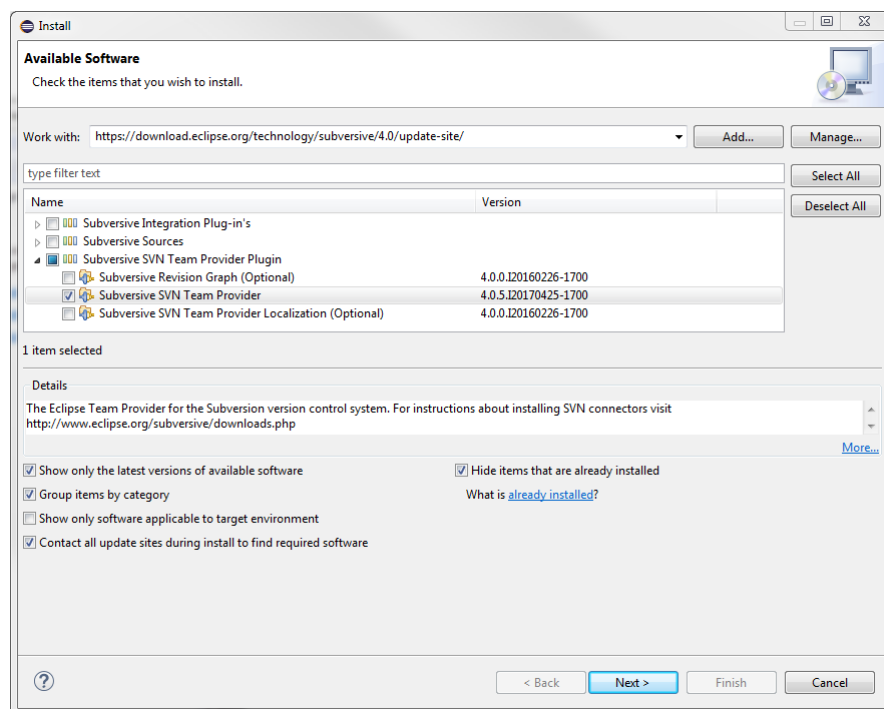 Install
Available Software
Check the items that you wish to install.
Work with: https://download.eclipse.org/technology/subversive/4.0/update-site/ Add... Manage...
type filter text Select All
Name Version Deselect All
Subversive Integration Plug-in's
Subversive Sources
Subversive SVN Team Provider Plugin
Subversive Revision Graph (Optional) 4.0.0.I20160226-1700
Subversive SVN Team Provider 4.0.5.I20170425-1700
Subversive SVN Team Provider Localization (Optional) 4.0.0.I20160226-1700
1 item selected
Details
The Eclipse Team Provider for the Subversion version control system. For instructions about installing SVN connectors visit
http://www.eclipse.org/subversive/downloads.php
More...
Show only the latest versions of available software Hide items that are already installed
Group items by category What is already installed?
Show only software applicable to target environment
Contact all update sites during install to find required software
? < Back Next > Finish Cancel